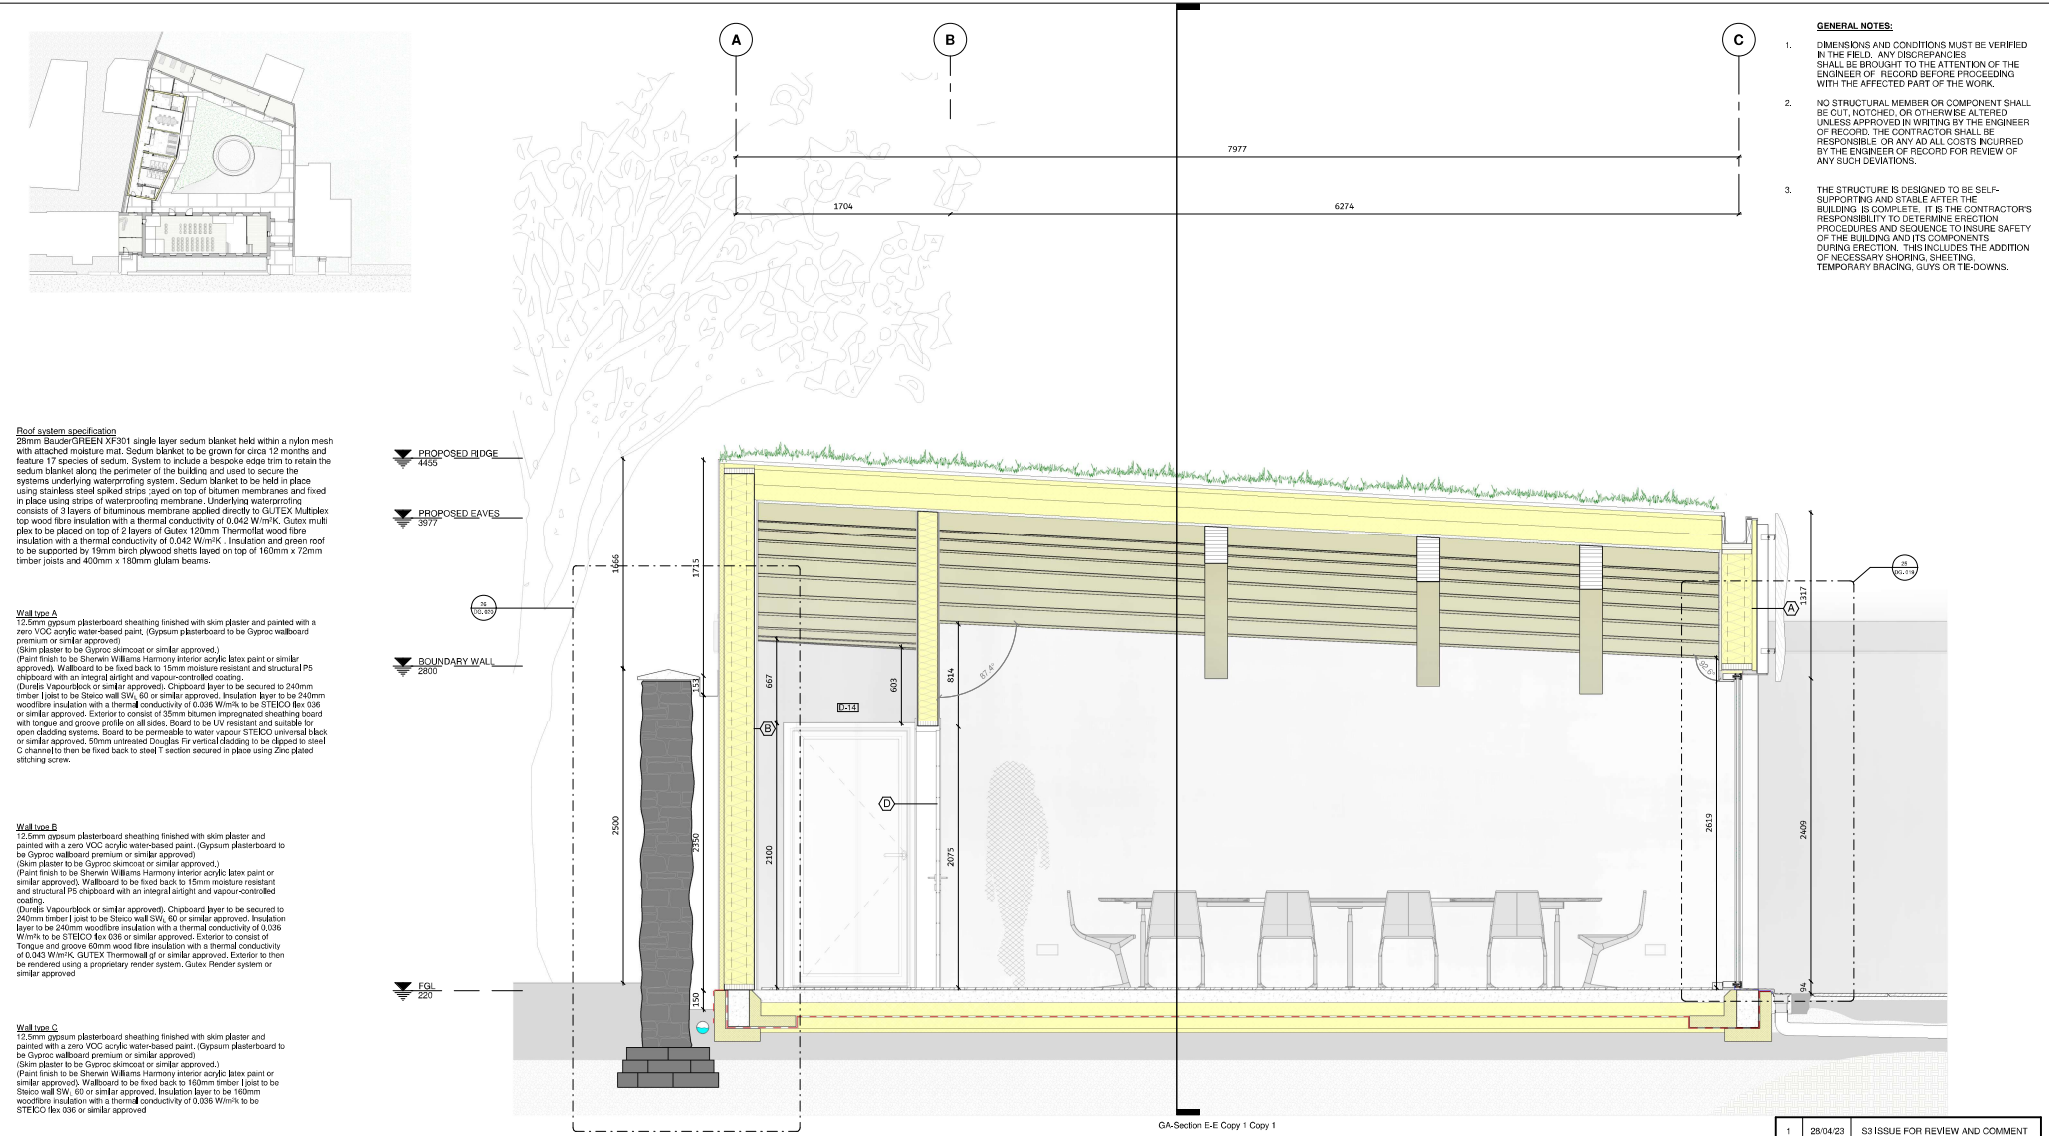 A
B
C
7977
1704
6274
GENERAL NOTES:
1. DIMENSIONS AND CONDITIONS MUST BE VERIFIED
IN THE FIELD. ANY DISCREPANCIES
SHALL BE BROUGHT TO THE ATTENTION OF THE
ENGINEER OF RECORD BEFORE PROCEEDING
WITH THE AFFECTED PART OF THE WORK.
2. NO STRUCTURAL MEMBER OR COMPONENT SHALL
BE CUT, NOTCHED, OR OTHERWISE ALTERED
UNLESS APPROVED IN WRITING BY THE ENGINEER
OF RECORD. THE CONTRACTOR SHALL BE
RESPONSIBLE OR ANY AD ALL COSTS INCURRED
BY THE ENGINEER OF RECORD FOR REVIEW OF
ANY SUCH DEVIATIONS.
3. THE STRUCTURE IS DESIGNED TO BE SELF-
SUPPORTING AND STABLE AFTER THE
BUILDING IS COMPLETE. IT IS THE CONTRACTOR'S
RESPONSIBILITY TO DETERMINE ERECTION
PROCEDURES AND SEQUENCE TO INSURE SAFETY
OF THE BUILDING AND ITS COMPONENTS
DURING ERECTION. THIS INCLUDES THE ADDITION
OF NECESSARY SHORING, SHEETING,
TEMPORARY BRACING, GUYS OR TIE-DOWNS.
Roof system specification
28mm BauderGREEN XF301 single layer sedum blanket held within a nylon mesh
with attached moisture mat. Sedum blanket to be grown for circa 12 months and
feature 17 species of sedum. System to include a bespoke edge trim to retain the
sedum blanket along the perimeter of the building and used to secure the
systems underlying waterprrofing system. Sedum blanket to be held in place
using stainless steel spiked strips ;ayed on top of bitumen membranes and fixed
in place using strips of waterproofing membrane. Underlying waterprrofing
consists of 3 layers of bituminous membrane applied directly to GUTEX Multiplex
top wood fibre insulation with a thermal conductivity of 0.042 W/m²K. Gutex multi
plex to be placed on top of 2 layers of Gutex 120mm Thermoflat wood fibre
insulation with a thermal conductivity of 0.042 W/m²K . Insulation and green roof
to be supported by 19mm birch plywood shetts layed on top of 160mm x 72mm
timber joists and 400mm x 180mm glulam beams.
Wall type A
12.5mm gypsum plasterboard sheathing finished with skim plaster and painted with a
zero VOC acrylic water-based paint. (Gypsum plasterboard to be Gyproc wallboard
premium or similar approved)
(Skim plaster to be Gyproc skimcoat or similar approved.)
(Paint finish to be Sherwin Williams Harmony interior acrylic latex paint or similar
approved). Wallboard to be fixed back to 15mm moisture resistant and structural P5
chipboard with an integral airtight and vapour-controlled coating.
(Durelis Vapourblock or similar approved). Chipboard layer to be secured to 240mm
timber I joist to be Steico wall SWL 60 or similar approved. Insulation layer to be 240mm
woodfibre insulation with a thermal conductivity of 0.036 W/m²k to be STEICO flex 036
or similar approved. Exterior to consist of 35mm bitumen impregnated sheathing board
with tongue and groove profile on all sides. Board to be UV resistant and suitable for
open cladding systems. Board to be permeable to water vapour STEICO universal black
or similar approved. 50mm untreated Douglas Fir vertical cladding to be clipped to steel
C channel to then be fixed back to steel T section secured in place using Zinc plated
stitching screw.
Wall type B
12.5mm gypsum plasterboard sheathing finished with skim plaster and
painted with a zero VOC acrylic water-based paint. (Gypsum plasterboard to
be Gyproc wallboard premium or similar approved)
(Skim plaster to be Gyproc skimcoat or similar approved.)
(Paint finish to be Sherwin Williams Harmony interior acrylic latex paint or
similar approved). Wallboard to be fixed back to 15mm moisture resistant
and structural P5 chipboard with an integral airtight and vapour-controlled
coating.
(Durelis Vapourblock or similar approved). Chipboard layer to be secured to
240mm timber I joist to be Steico wall SWL 60 or similar approved. Insulation
layer to be 240mm woodfibre insulation with a thermal conductivity of 0.036
W/m²k to be STEICO flex 036 or similar approved. Exterior to consist of
Tongue and groove 60mm wood fibre insulation with a thermal conductivity
of 0.043 W/m²K. GUTEX Thermowall gf or similar approved. Exterior to then
be rendered using a proprietary render system. Gutex Render system or
similar approved
Wall type C
12.5mm gypsum plasterboard sheathing finished with skim plaster and
painted with a zero VOC acrylic water-based paint. (Gypsum plasterboard to
be Gyproc wallboard premium or similar approved)
(Skim plaster to be Gyproc skimcoat or similar approved.)
(Paint finish to be Sherwin Williams Harmony interior acrylic latex paint or
similar approved). Wallboard to be fixed back to 160mm timber I joist to be
Steico wall SWL 60 or similar approved. Insulation layer to be 160mm
woodfibre insulation with a thermal conductivity of 0.036 W/m²k to be
STEICO flex 036 or similar approved
PROPOSED RIDGE
4455
PROPOSED EAVES
3977
BOUNDARY WALL
2800
FGL
220
1666
2500
1715
153
2350
150
667
2100
603
814
2075
87.4°
92.6°
2619
1317
2409
94
D-14
A
B
D
26
DG.020
25
DG.019
GA-Section E-E Copy 1 Copy 1
1 28/04/23 S3 ISSUE FOR REVIEW AND COMMENT